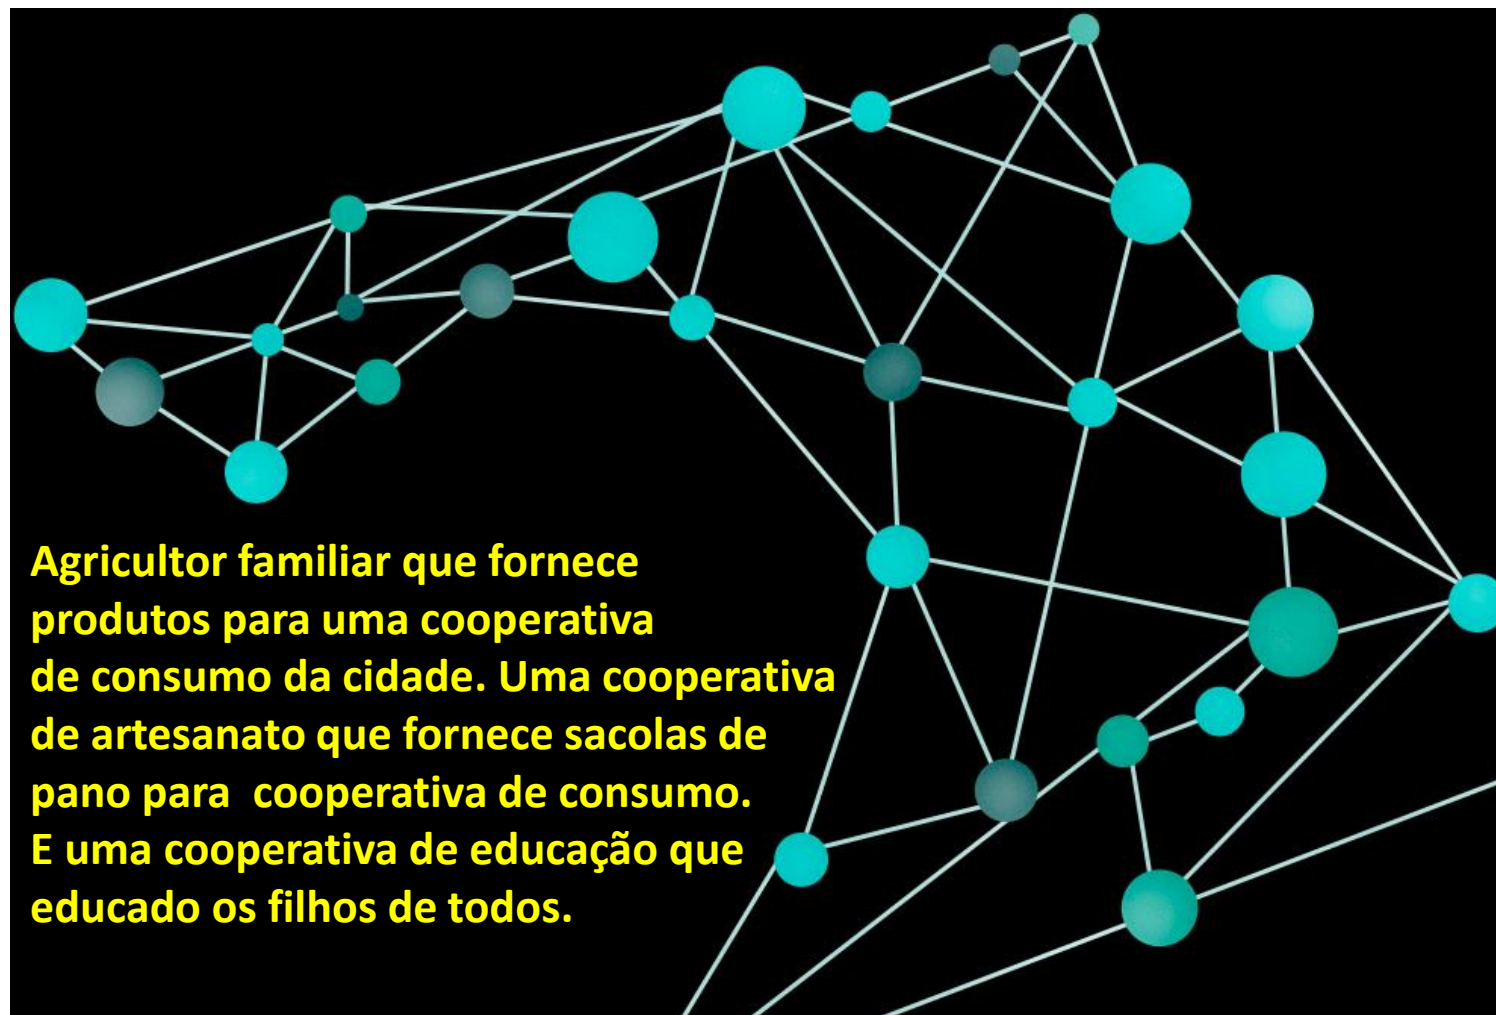 Agricultor familiar que fornece
produtos para uma cooperativa
de consumo da cidade. Uma cooperativa
de artesanato que fornece sacolas de
pano para  cooperativa de consumo.
E uma cooperativa de educação que
educado os filhos de todos.